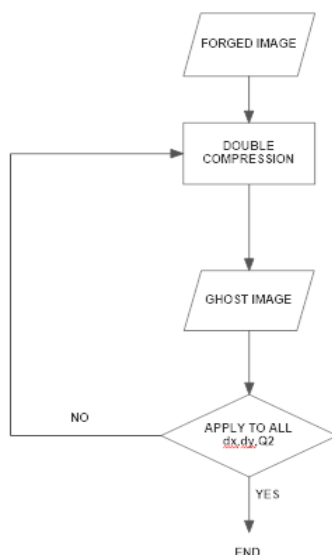 FORGED IMAGE
DOUBLE
COMPRESSION
GHOST IMAGE
APPLY TO ALL
dx,dy,Q2
NO
YES
END